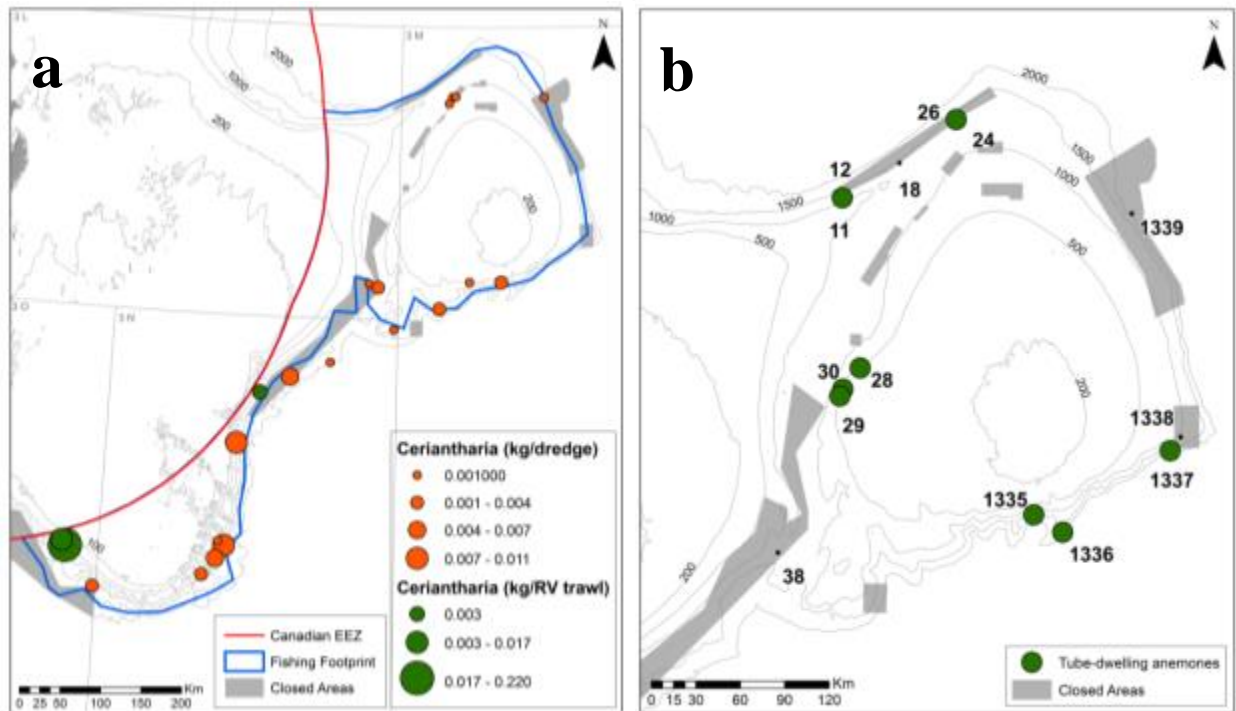 a
3 L
3 M
N
2000
1000
200
200
3 O
3 N
100
Ceriantharia (kg/dredge)
0.001000
0.001 - 0.004
0.004 - 0.007
0.007 - 0.011
Ceriantharia (kg/RV trawl)
0.003
0.003 - 0.017
0.017 - 0.220
Canadian EEZ
Fishing Footprint
Closed Areas
Km
0 25 50 100 150 200
b
N
2000
26
24
1500
12
18
1000
1500
1000
11
1339
500
500
30
28
29
200
1338
1337
1335
1336
200
38
Tube-dwelling anemones
Closed Areas
Km
0 15 30 60 90 120